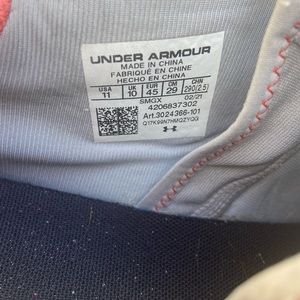 UNDER ARMOUR
MADE IN CHINA
FABRIQUÉ EN CHINE
HECHO EN CHINA
USA UK EUR CM CHN
11 10 45 29 290(2.5)
SMGX 02/21
4206837302
Art.3024366-101
Q17K99N7HMQZYQG